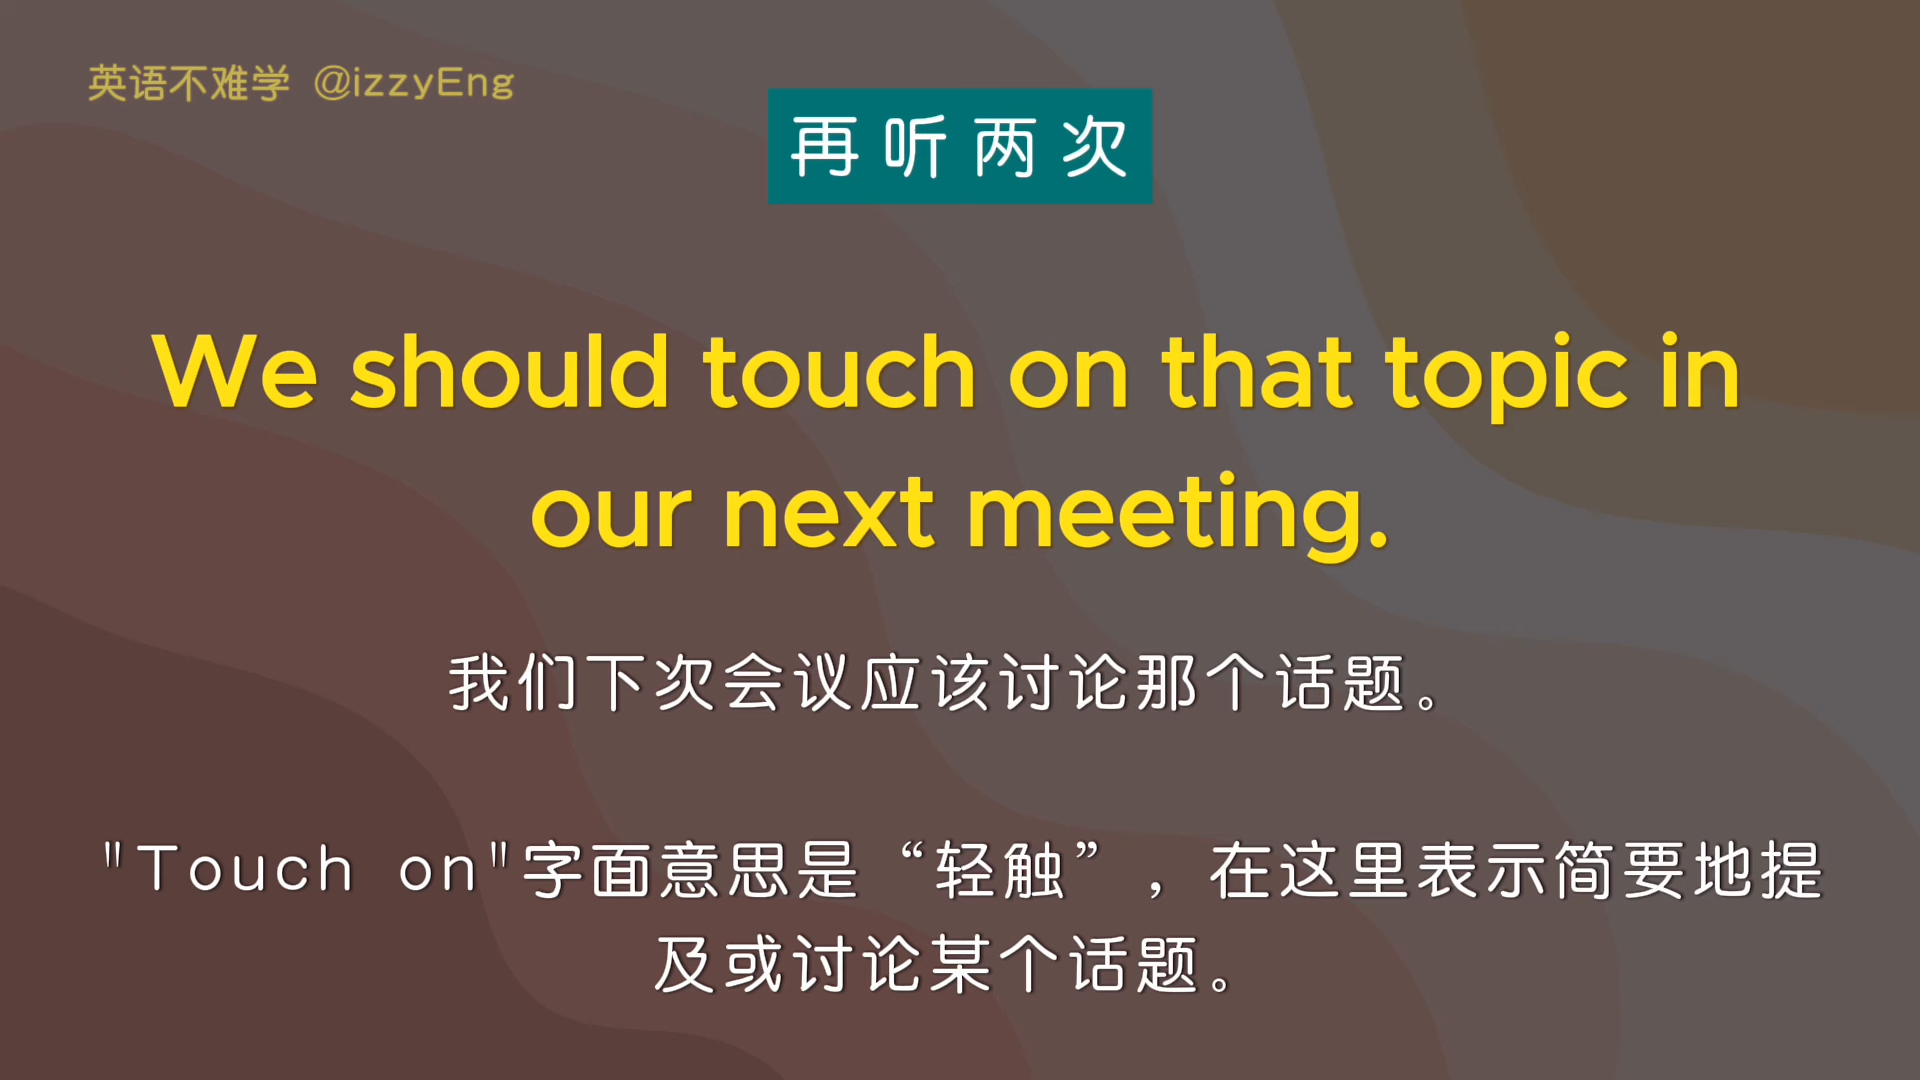 英语不难学 @izzyEng
再听两次
We should touch on that topic in
our next meeting.
我们下次会议应该讨论那个话题。
"Touch on"字面意思是“轻触”，在这里表示简要地提
及或讨论某个话题。